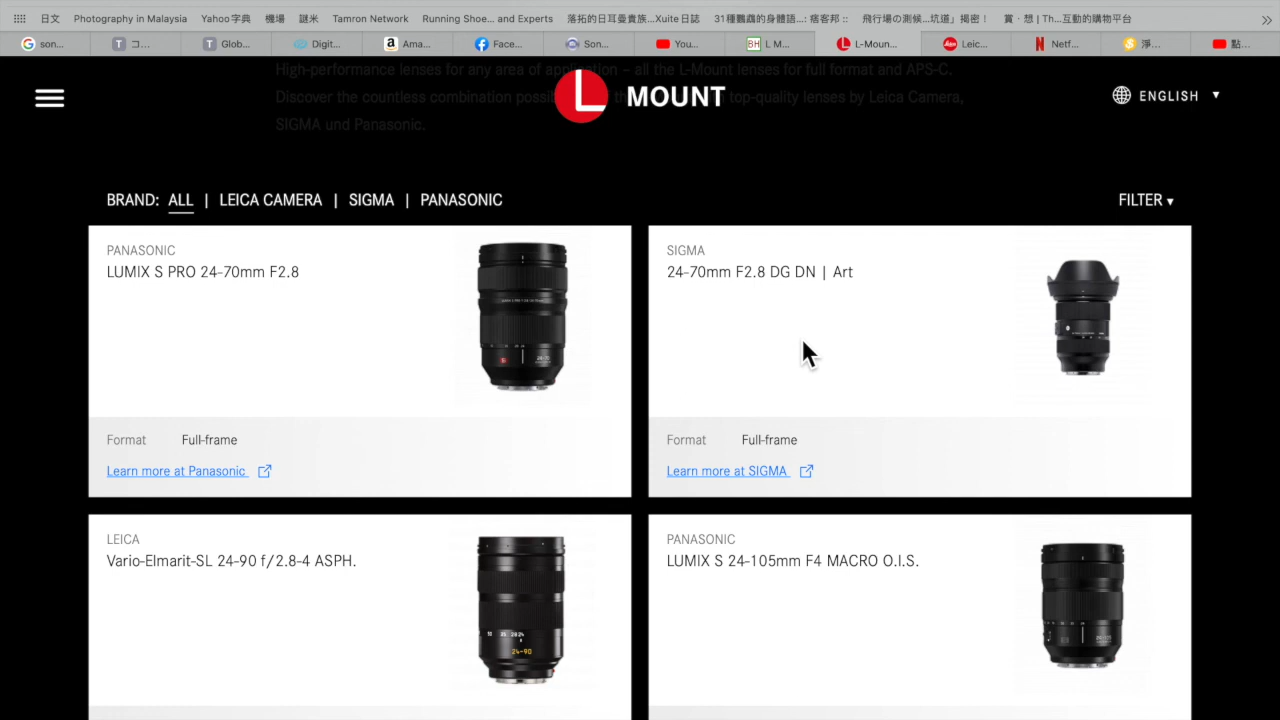 日文 Photography in Malaysia Yahoo字典 機場 謎米 Tamron Network Running Shoe... and Experts 落拓的日耳曼貴族...Xuite日誌 31種鸚鵡的身體語...: 痞客邦 :: 飛行場の測候...坑道」揭密！ 賞・想 | Th...互動的購物平台
son... コ... Glob... Digit... Ama... Face... Son... You... L M... L-Moun... Leic... Netf... 淨... 點...
High-performance lenses for any area of application – all the L-Mount lenses for full format and APS-C.
Discover the countless combination possi top-quality lenses by Leica Camera,
SIGMA und Panasonic.
L MOUNT
ENGLISH ▼
BRAND: ALL | LEICA CAMERA | SIGMA | PANASONIC
FILTER ▾
PANASONIC
LUMIX S PRO 24-70mm F2.8
Format Full-frame
Learn more at Panasonic
SIGMA
24-70mm F2.8 DG DN | Art
Format Full-frame
Learn more at SIGMA
LEICA
Vario-Elmarit-SL 24-90 f/2.8-4 ASPH.
24-90
PANASONIC
LUMIX S 24-105mm F4 MACRO O.I.S.